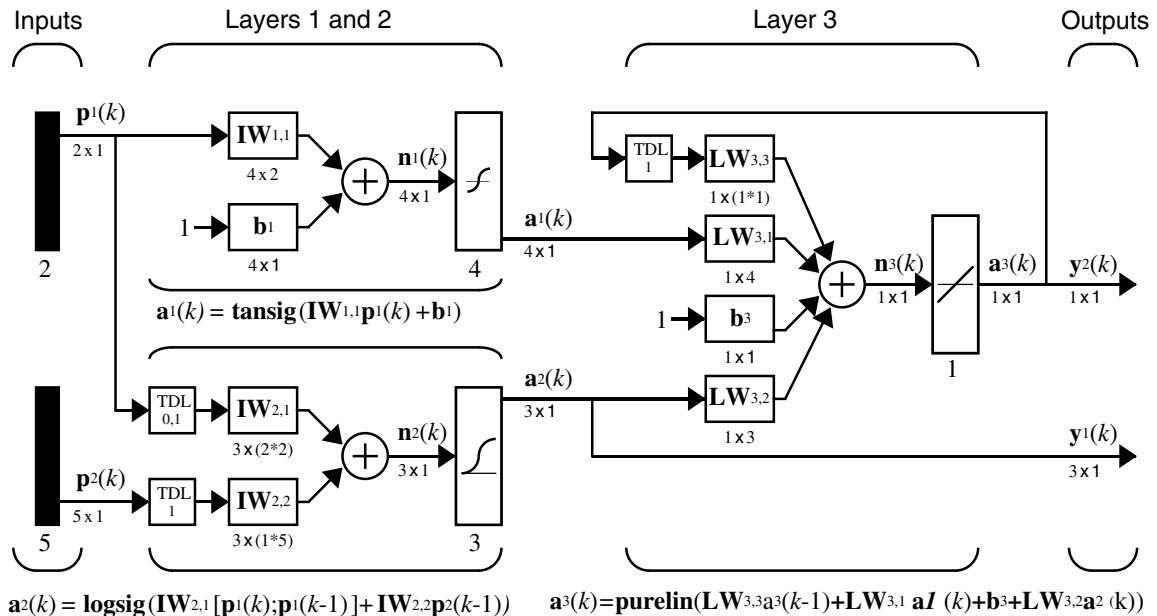 Inputs
Layers 1 and 2
Layer 3
Outputs
p1(k)
2 x 1
2
IW1,1
4 x 2
1
b1
4 x 1
n1(k)
4 x 1
4
a1(k) = tansig(IW1,1p1(k) +b1)
a1(k)
4 x 1
p2(k)
5 x 1
5
TDL
0,1
IW2,1
3 x (2*2)
TDL
1
IW2,2
3 x (1*5)
n2(k)
3 x 1
3
a2(k)
3 x 1
TDL
1
LW3,3
1 x (1*1)
LW3,1
1 x 4
1
b3
1 x 1
LW3,2
1 x 3
n3(k)
1 x 1
1
a3(k)
1 x 1
y2(k)
1 x 1
y1(k)
3 x 1
a2(k) = logsig(IW2,1 [p1(k);p1(k-1)]+ IW2,2p2(k-1))
a3(k)=purelin(LW3,3a3(k-1)+LW3,1 a1 (k)+b3+LW3,2a2 (k))